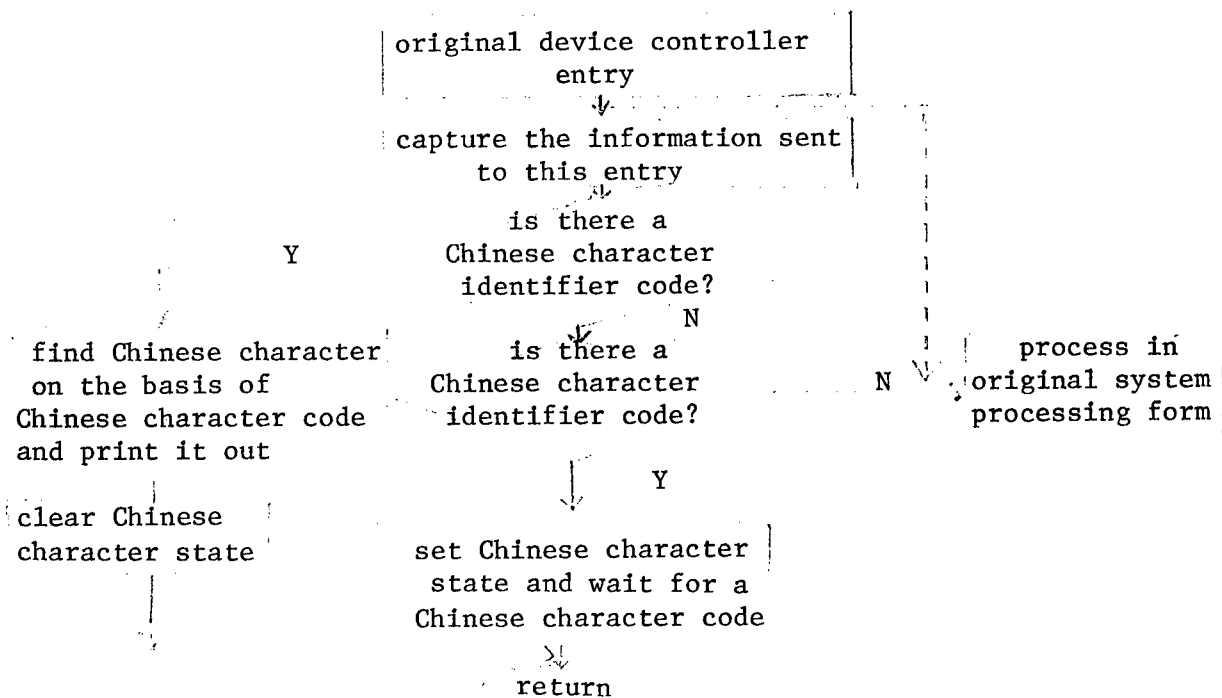 original device controller
entry
capture the information sent
to this entry
is there a
Chinese character
identifier code?
Y
N
find Chinese character
on the basis of
Chinese character code
and print it out
is there a
Chinese character
identifier code?
N
process in
original system
processing form
Y
clear Chinese
character state
set Chinese character
state and wait for a
Chinese character code
return